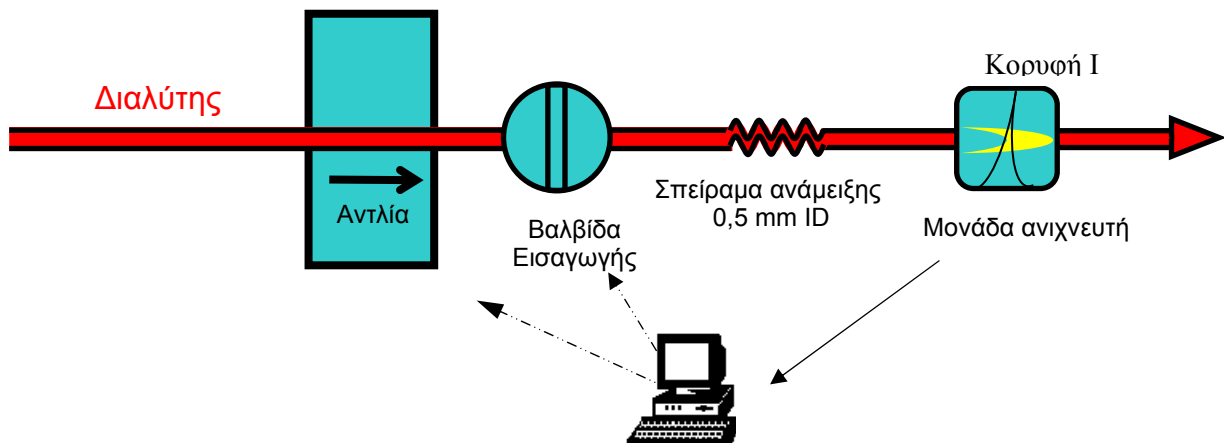 Κορυφή Ι
Διαλύτης
Αντλία
Σπείραμα ανάμειξης
0,5 mm ID
Βαλβίδα
Εισαγωγής
Μονάδα ανιχνευτή